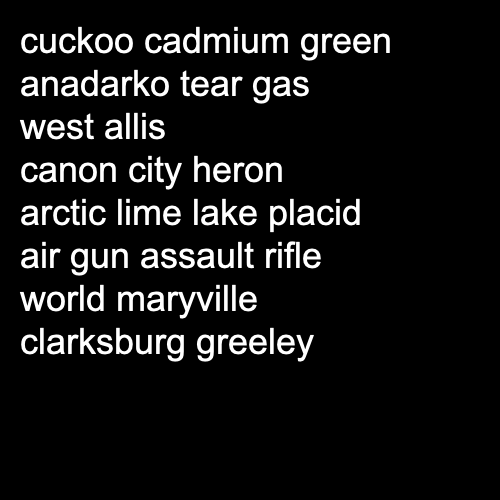 cuckoo cadmium green
anadarko tear gas
west allis
canon city heron
arctic lime lake placid
air gun assault rifle
world maryville
clarksburg greeley